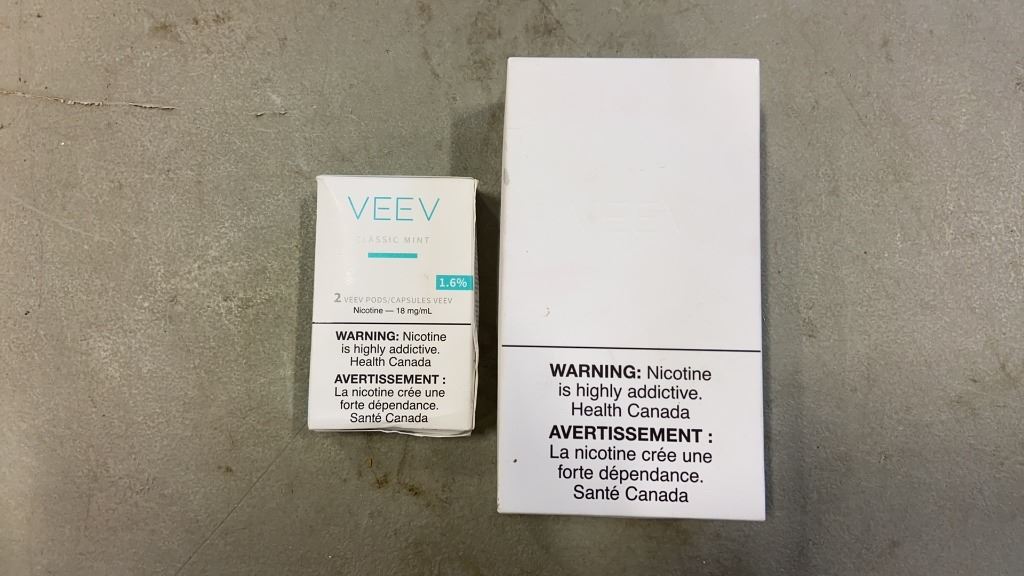 VEEV
CLASSIC MINT
1.6%
2 VEEV PODS/CAPSULES VEEV
Nicotine — 18 mg/mL
WARNING: Nicotine
is highly addictive.
Health Canada
AVERTISSEMENT :
La nicotine crée une
forte dépendance.
Santé Canada
VEEV
WARNING: Nicotine
is highly addictive.
Health Canada
AVERTISSEMENT :
La nicotine crée une
forte dépendance.
Santé Canada